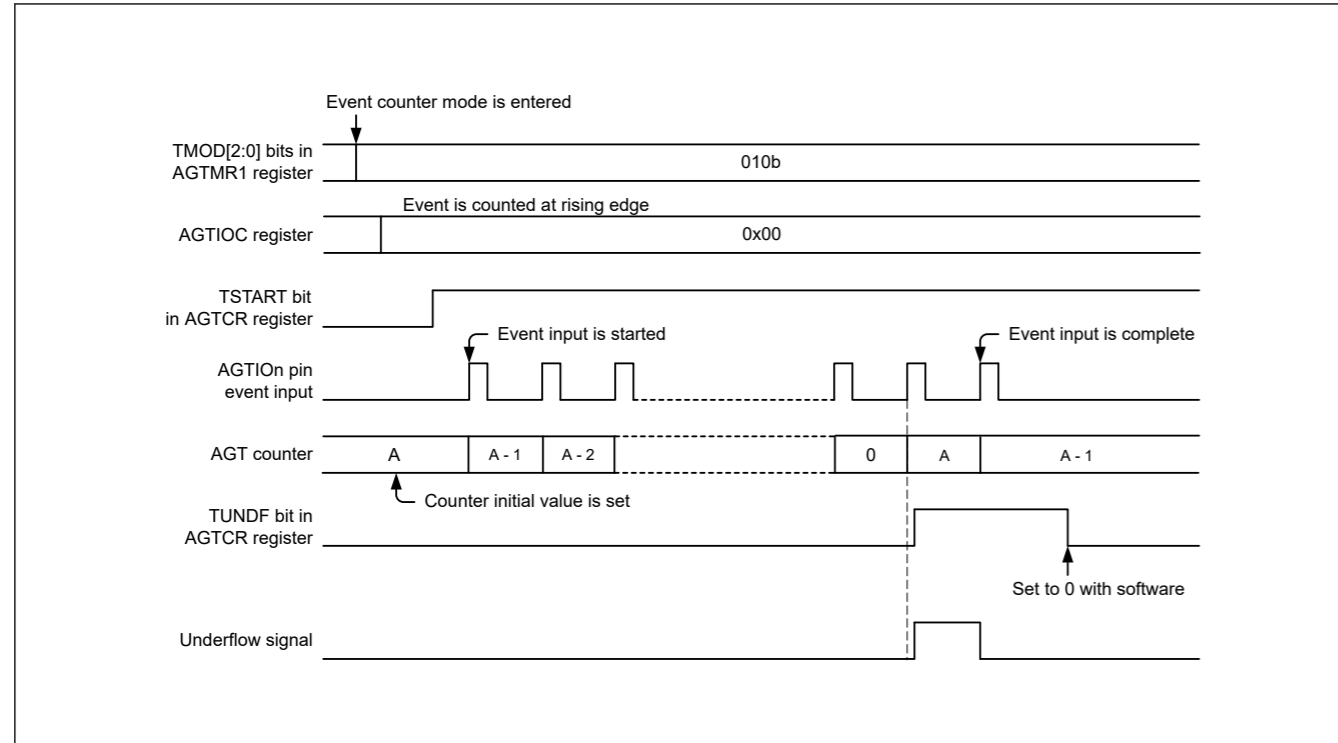 Event counter mode is entered
TMOD[2:0] bits in
AGTMR1 register
010b
Event is counted at rising edge
AGTIOC register
0x00
TSTART bit
in AGTCR register
Event input is started
Event input is complete
AGTIOn pin
event input
AGT counter
A
A - 1
A - 2
0
A
A - 1
Counter initial value is set
TUNDF bit in
AGTCR register
Set to 0 with software
Underflow signal